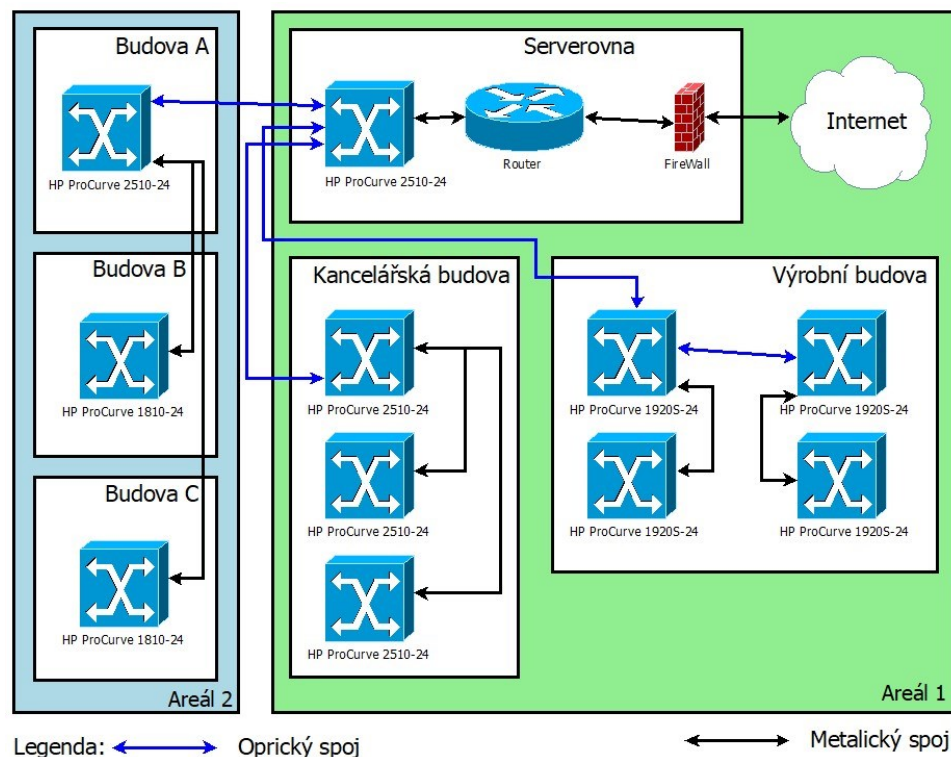 Budova A
HP ProCurve 2510-24
Budova B
HP ProCurve 1810-24
Budova C
HP ProCurve 1810-24
Areál 2
Serverovna
HP ProCurve 2510-24
Router
FireWall
Internet
Kancelářská budova
HP ProCurve 2510-24
HP ProCurve 2510-24
HP ProCurve 2510-24
Výrobní budova
HP ProCurve 1920S-24
HP ProCurve 1920S-24
HP ProCurve 1920S-24
HP ProCurve 1920S-24
Areál 1
Legenda:
Oprický spoj
Metalický spoj